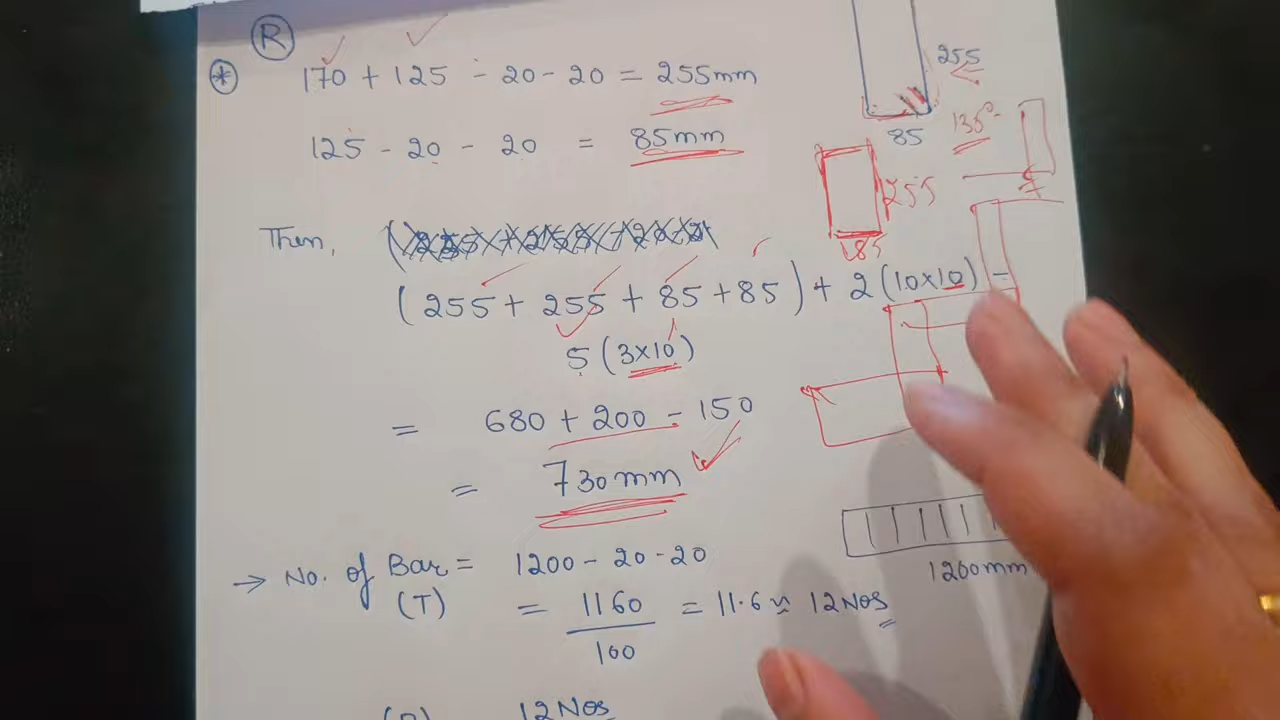 R
* 170 + 125 - 20 - 20 = 255mm
255
125 - 20 - 20 = 85mm
85
135°
255
85
Then,
(255 + 255 + 85 + 85) + 2 (10×10) -
5 (3×10)
= 680 + 200 - 150
= 730mm
→ No. of Bar = 1200 - 20 - 20
(T) = 1160 / 100 = 11.6 ≈ 12Nos
1200mm
12Nos